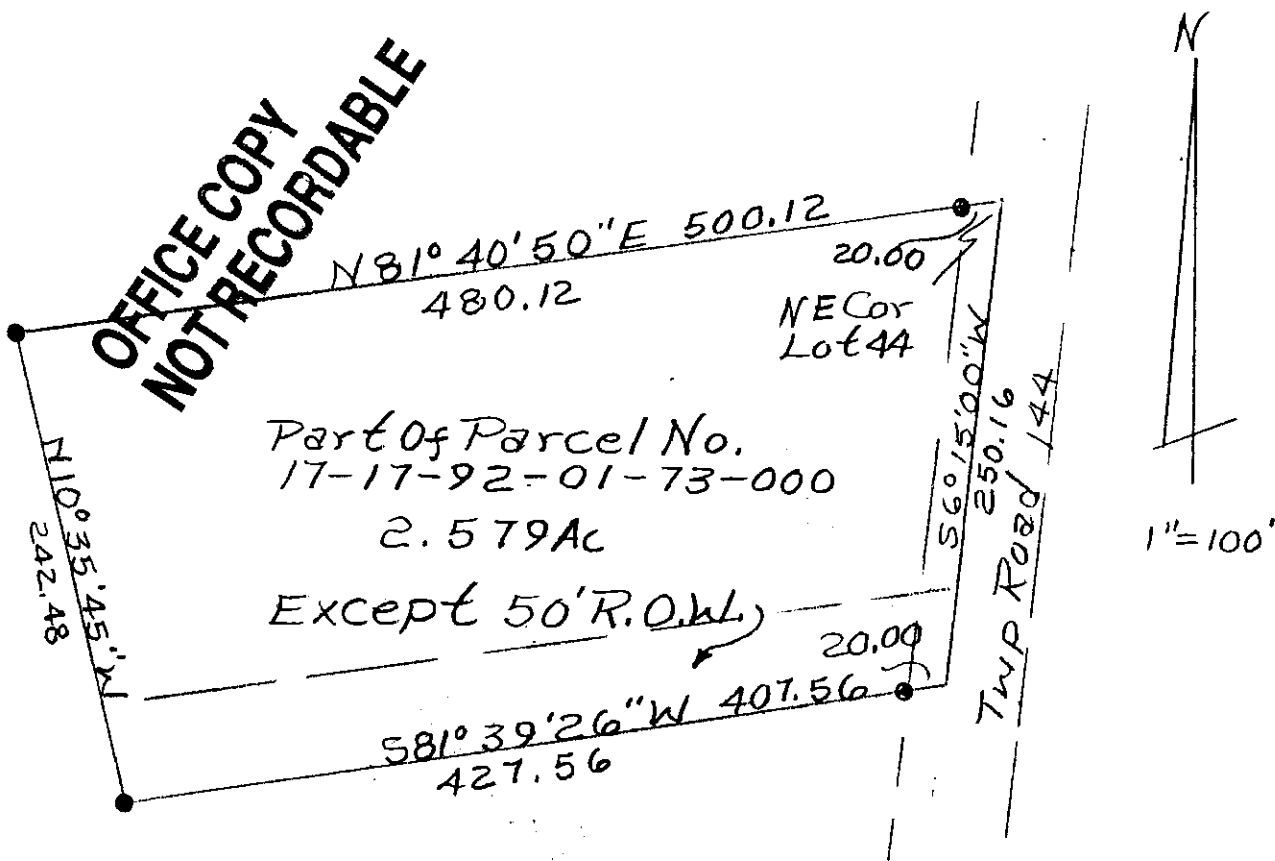 N
OFFICE COPY
NOT RECORDABLE
N 81° 40' 50" E 500.12
480.12
20.00
NE Cor
Lot 44
S6° 15' 00" W
250.16
Twp Road 144
1" = 100'
Part Of Parcel No.
17-17-92-01-73-000
2.579Ac
Except 50' R.O.W.
N10° 35' 45" W
242.48
20.00
S81° 39' 26" W 407.56
427.56